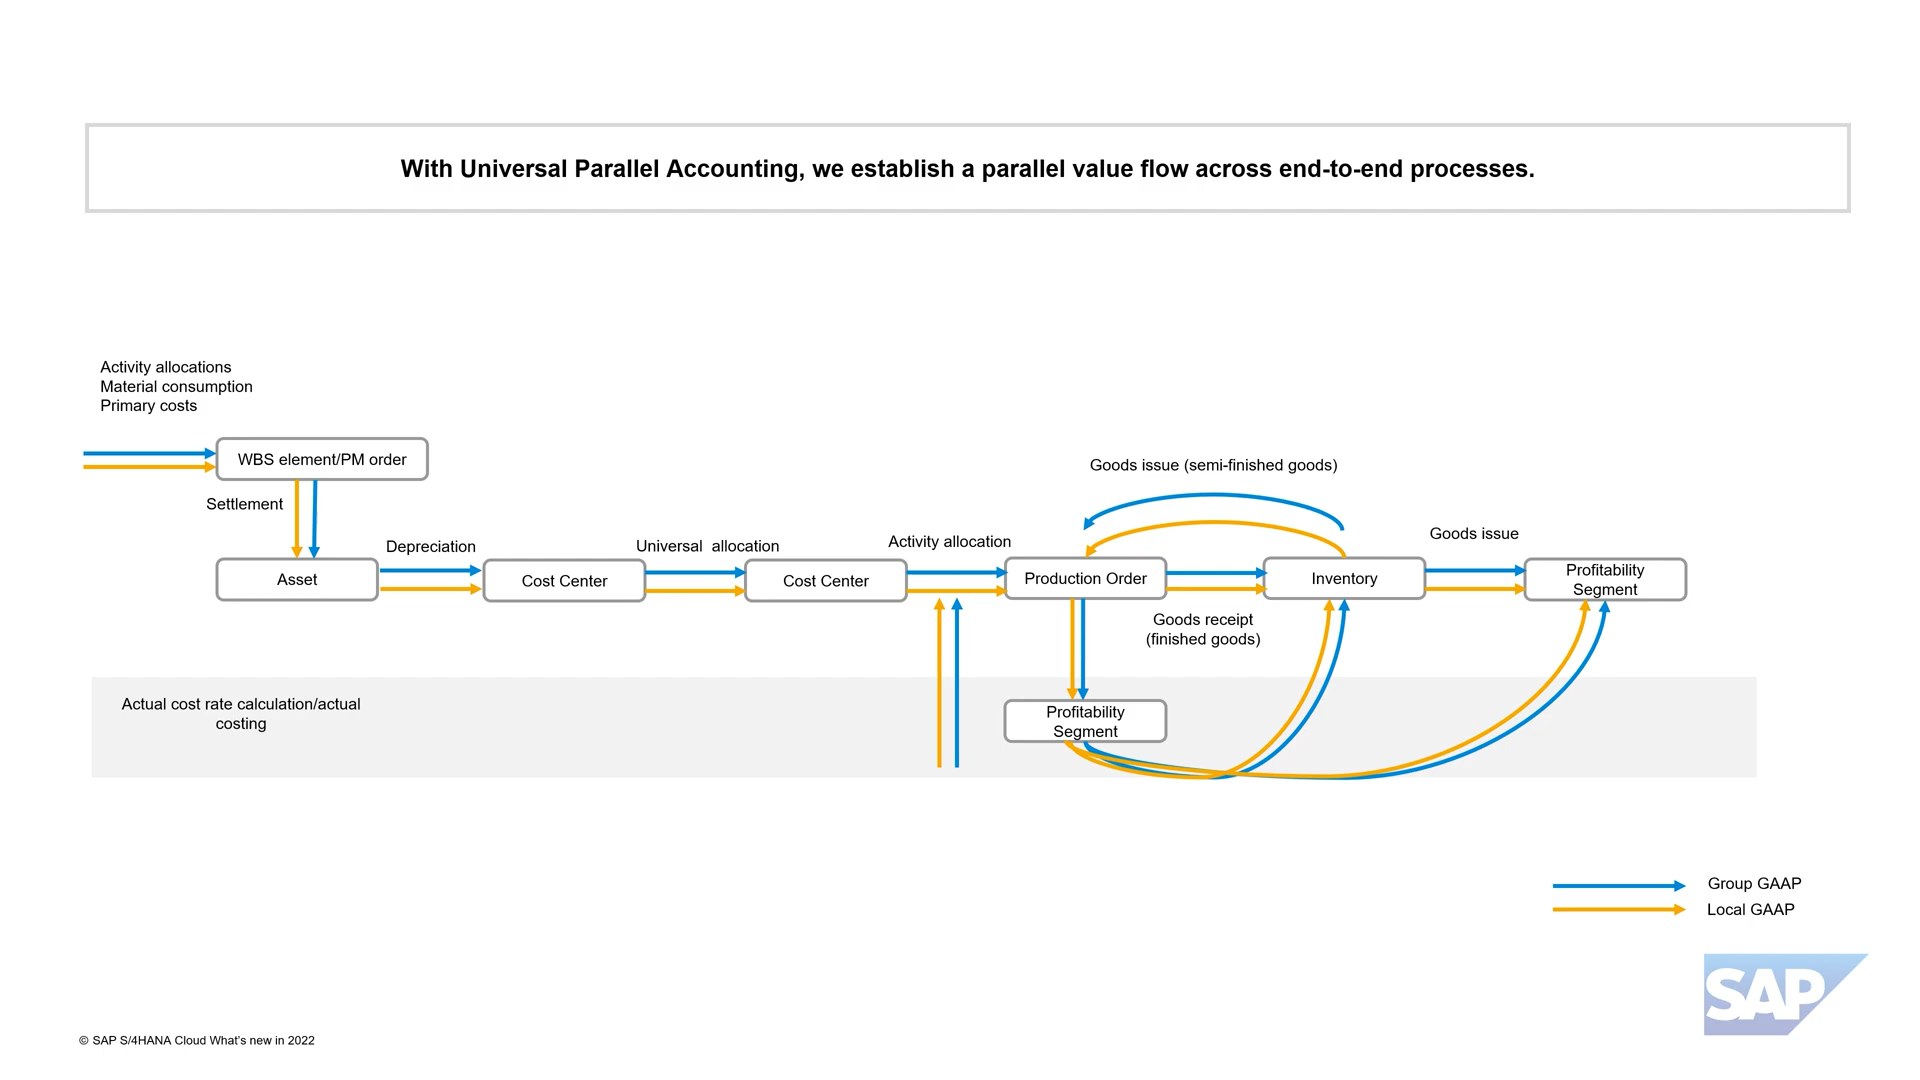 With Universal Parallel Accounting, we establish a parallel value flow across end-to-end processes.
Activity allocations
Material consumption
Primary costs
WBS element/PM order
Settlement
Asset
Depreciation
Cost Center
Universal allocation
Cost Center
Activity allocation
Production Order
Goods issue (semi-finished goods)
Goods receipt
(finished goods)
Inventory
Goods issue
Profitability
Segment
Actual cost rate calculation/actual
costing
Profitability
Segment
Group GAAP
Local GAAP
SAP
© SAP S/4HANA Cloud What's new in 2022